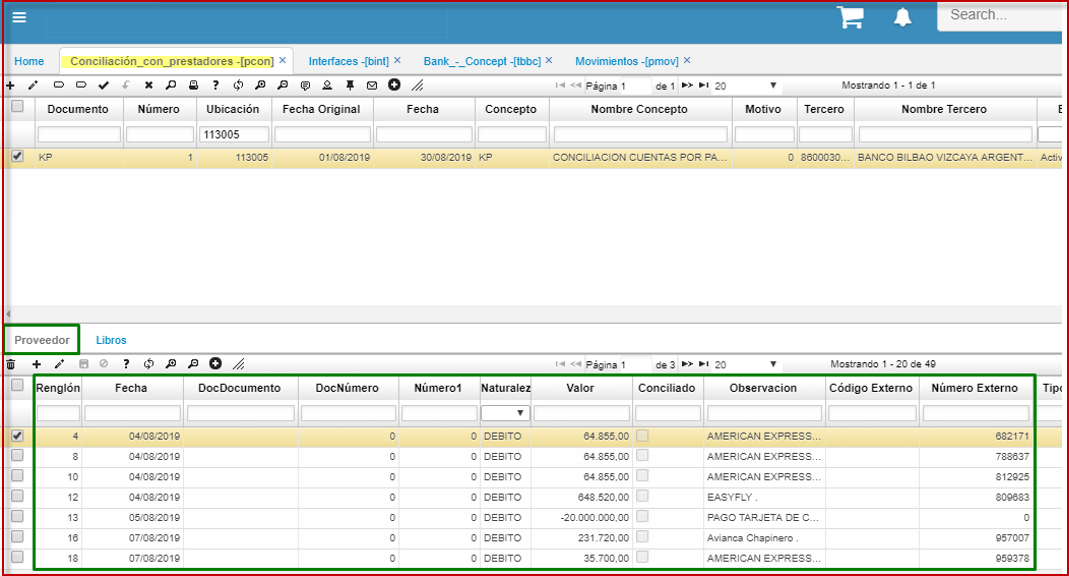 Search...
Home Conciliación_con_prestadores -[pcon] × Interfaces -[bint] × Bank_-_Concept -[tbbc] × Movimientos -[pmov] ×
Página 1 de 1 20 Mostrando 1 - 1 de 1
Documento Número Ubicación Fecha Original Fecha Concepto Nombre Concepto Motivo Tercero Nombre Tercero E
113005
KP 1 113005 01/08/2019 30/08/2019 KP CONCILIACION CUENTAS POR PA... 0 8600030... BANCO BILBAO VIZCAYA ARGENT... Activ
Proveedor Libros
Página 1 de 3 20 Mostrando 1 - 20 de 49
Renglón Fecha DocDocumento DocNúmero Número1 Naturalez Valor Conciliado Observacion Código Externo Número Externo Tipo
4 04/08/2019 0 0 DEBITO 64.855,00 AMERICAN EXPRESS... 682171
8 04/08/2019 0 0 DEBITO 64.855,00 AMERICAN EXPRESS... 788637
10 04/08/2019 0 0 DEBITO 64.855,00 AMERICAN EXPRESS... 812925
12 04/08/2019 0 0 DEBITO 648.520,00 EASYFLY . 809683
13 05/08/2019 0 0 DEBITO -20.000.000,00 PAGO TARJETA DE C... 0
16 07/08/2019 0 0 DEBITO 231.720,00 Avianca Chapinero . 957007
18 07/08/2019 0 0 DEBITO 35.700,00 AMERICAN EXPRESS... 959378